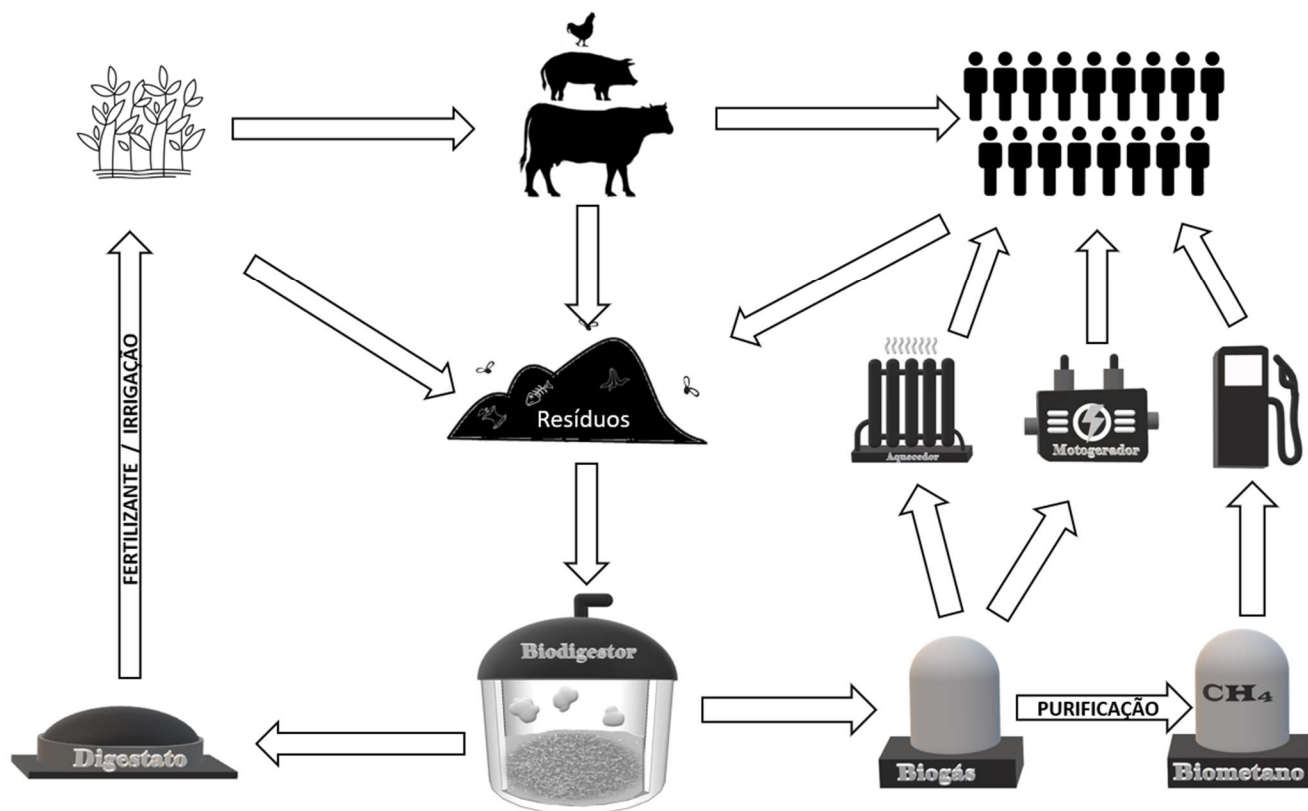 Resíduos
Aquecedor
Motogerador
FERTILIZANTE / IRRIGAÇÃO
Biodigestor
Digestato
Biogás
PURIFICAÇÃO
CH₄
Biometano